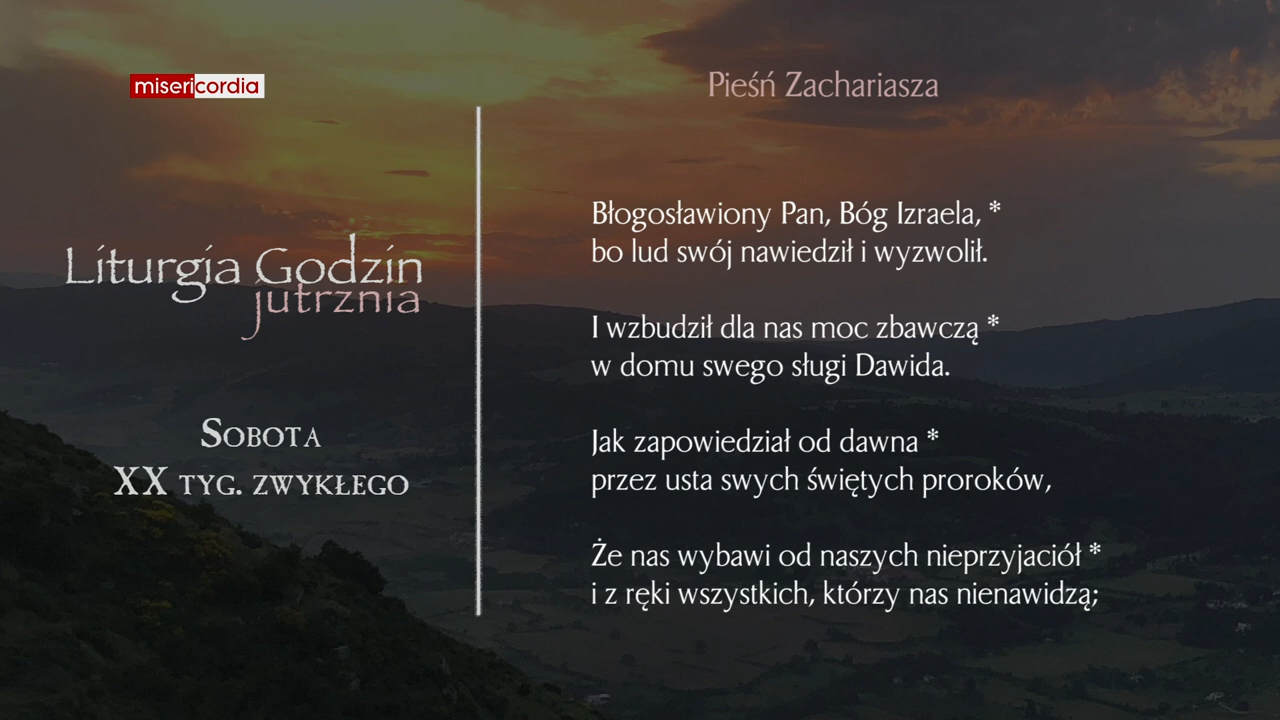 misericordia
Liturgia Godzin
jutrznia
Sobota
XX tyg. zwykłego
Pieśń Zachariasza
Błogosławiony Pan, Bóg Izraela, *
bo lud swój nawiedził i wyzwolił.
I wzbudził dla nas moc zbawczą *
w domu swego sługi Dawida.
Jak zapowiedział od dawna *
przez usta swych świętych proroków,
Że nas wybawi od naszych nieprzyjaciół *
i z ręki wszystkich, którzy nas nienawidzą;